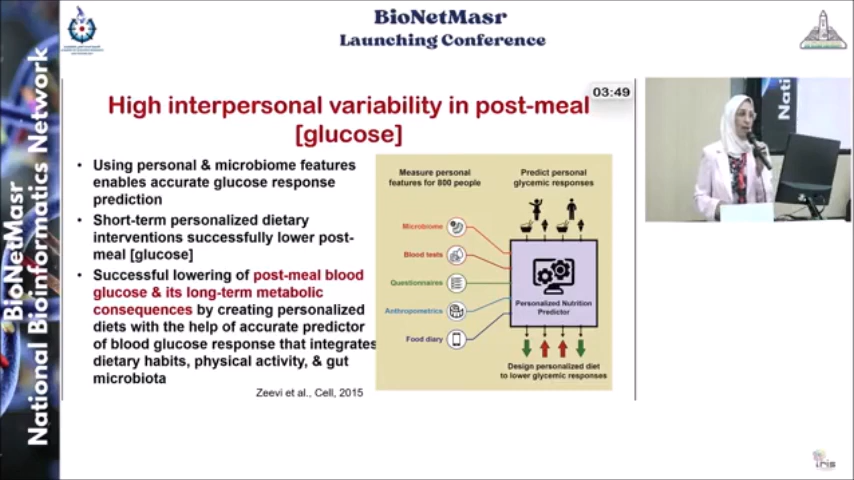 BioNetMasr
Launching Conference
BioNetMasr
National Bioinformatics Network
03:49
High interpersonal variability in post-meal
[glucose]
• Using personal & microbiome features
enables accurate glucose response
prediction
• Short-term personalized dietary
interventions successfully lower post-
meal [glucose]
• Successful lowering of post-meal blood
glucose & its long-term metabolic
consequences by creating personalized
diets with the help of accurate predictor
of blood glucose response that integrates
dietary habits, physical activity, & gut
microbiota
Zeevi et al., Cell, 2015
Measure personal
features for 800 people
Predict personal
glycemic responses
Microbiome
Blood tests
Questionnaires
Anthropometrics
Food diary
Personalized Nutrition
Predictor
Design personalized diet
to lower glycemic responses
Nati
iris